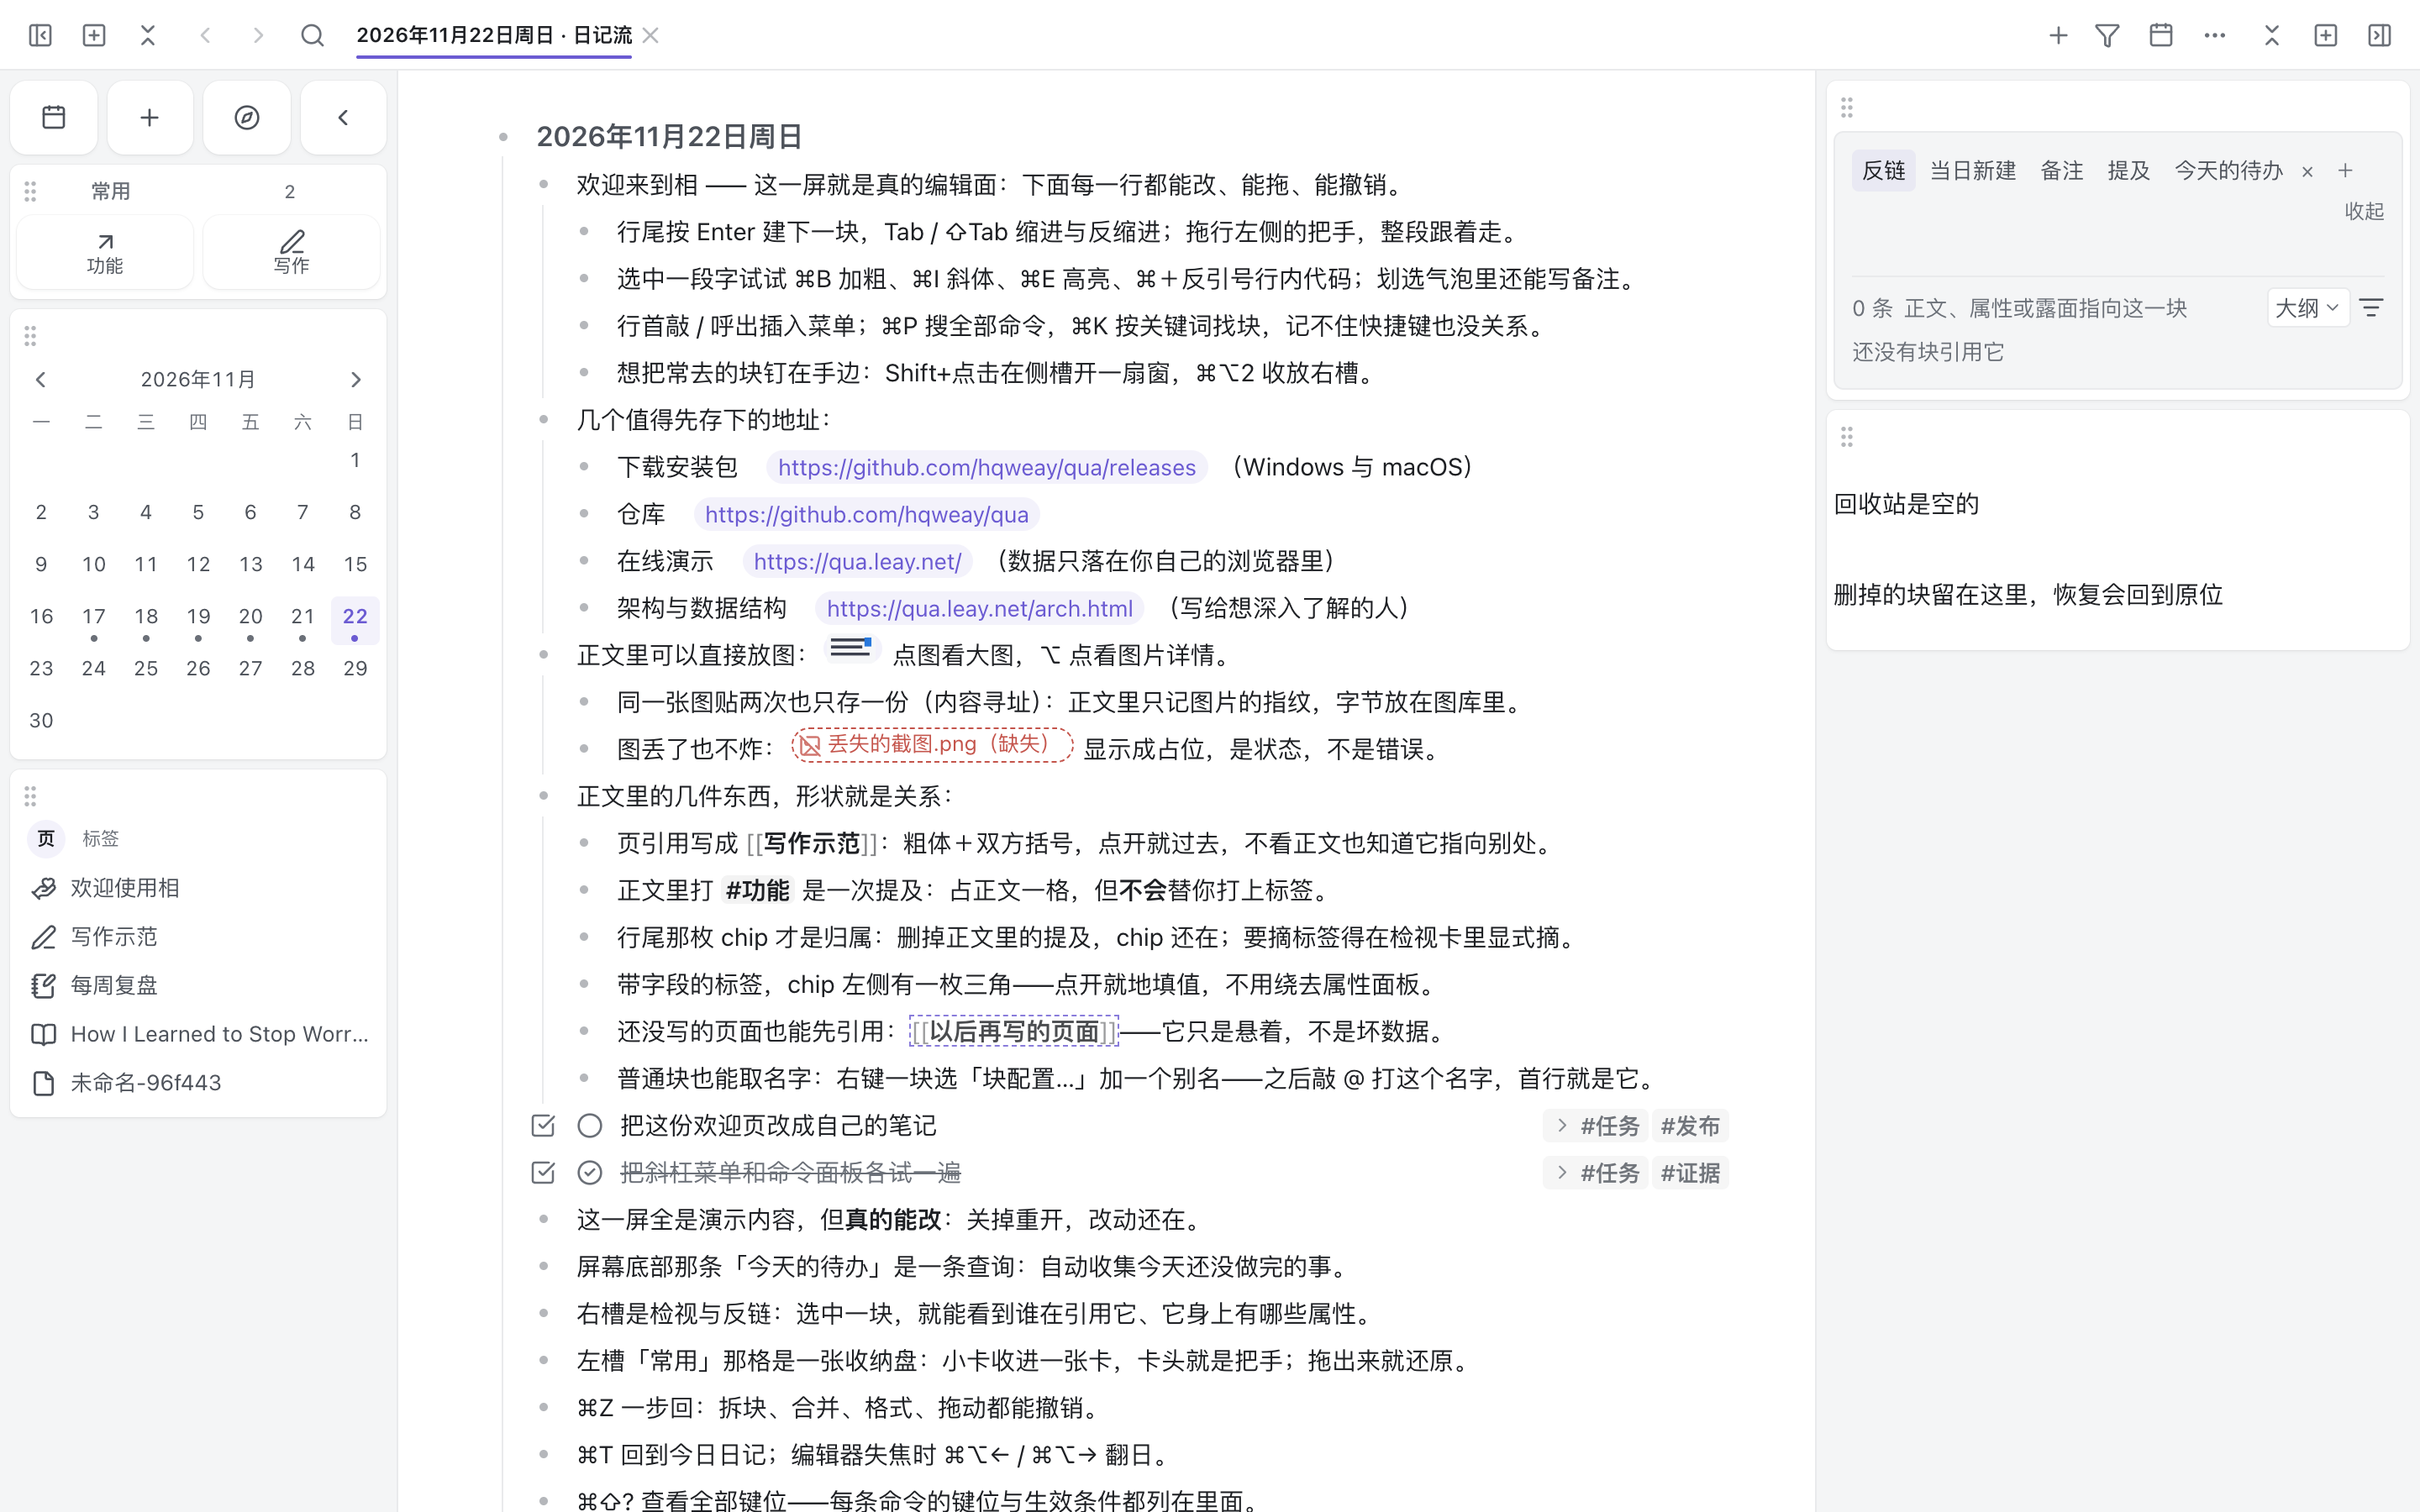 2026年11月22日周日 · 日记流
常用 2
功能 写作
2026年11月
一 二 三 四 五 六 日
1
2 3 4 5 6 7 8
9 10 11 12 13 14 15
16 17 18 19 20 21 22
23 24 25 26 27 28 29
30
页 标签
欢迎使用相
写作示范
每周复盘
How I Learned to Stop Worr...
未命名-96f443
2026年11月22日周日
欢迎来到相 —— 这一屏就是真的编辑面：下面每一行都能改、能拖、能撤销。
行尾按 Enter 建下一块，Tab / ⇧Tab 缩进与反缩进；拖行左侧的把手，整段跟着走。
选中一段字试试 ⌘B 加粗、⌘I 斜体、⌘E 高亮、⌘＋反引号行内代码；划选气泡里还能写备注。
行首敲 / 呼出插入菜单；⌘P 搜全部命令，⌘K 按关键词找块，记不住快捷键也没关系。
想把常去的块钉在手边：Shift+点击在侧槽开一扇窗，⌘⌥2 收放右槽。
几个值得先存下的地址：
下载安装包 https://github.com/hqweay/qua/releases （Windows 与 macOS）
仓库 https://github.com/hqweay/qua
在线演示 https://qua.leay.net/ （数据只落在你自己的浏览器里）
架构与数据结构 https://qua.leay.net/arch.html （写给想深入了解的人）
正文里可以直接放图： 点图看大图，⌥ 点看图片详情。
同一张图贴两次也只存一份（内容寻址）：正文里只记图片的指纹，字节放在图库里。
图丢了也不炸： 丢失的截图.png（缺失） 显示成占位，是状态，不是错误。
正文里的几件东西，形状就是关系：
页引用写成 [[写作示范]]：粗体＋双方括号，点开就过去，不看正文也知道它指向别处。
正文里打 #功能 是一次提及：占正文一格，但不会替你打上标签。
行尾那枚 chip 才是归属：删掉正文里的提及，chip 还在；要摘标签得在检视卡里显式摘。
带字段的标签，chip 左侧有一枚三角——点开就地填值，不用绕去属性面板。
还没写的页面也能先引用：[[以后再写的页面]]——它只是悬着，不是坏数据。
普通块也能取名字：右键一块选「块配置…」加一个别名——之后敲 @ 打这个名字，首行就是它。
把这份欢迎页改成自己的笔记 #任务 #发布
把斜杠菜单和命令面板各试一遍 #任务 #证据
这一屏全是演示内容，但真的能改：关掉重开，改动还在。
屏幕底部那条「今天的待办」是一条查询：自动收集今天还没做完的事。
右槽是检视与反链：选中一块，就能看到谁在引用它、它身上有哪些属性。
左槽「常用」那格是一张收纳盘：小卡收进一张卡，卡头就是把手；拖出来就还原。
⌘Z 一步回：拆块、合并、格式、拖动都能撤销。
⌘T 回到今日日记；编辑器失焦时 ⌘⌥← / ⌘⌥→ 翻日。
⌘⇧? 查看全部键位——每条命令的键位与生效条件都列在里面。
反链 当日新建 备注 提及 今天的待办 × +
收起
0 条 正文、属性或露面指向这一块 大纲
还没有块引用它
回收站是空的
删掉的块留在这里，恢复会回到原位